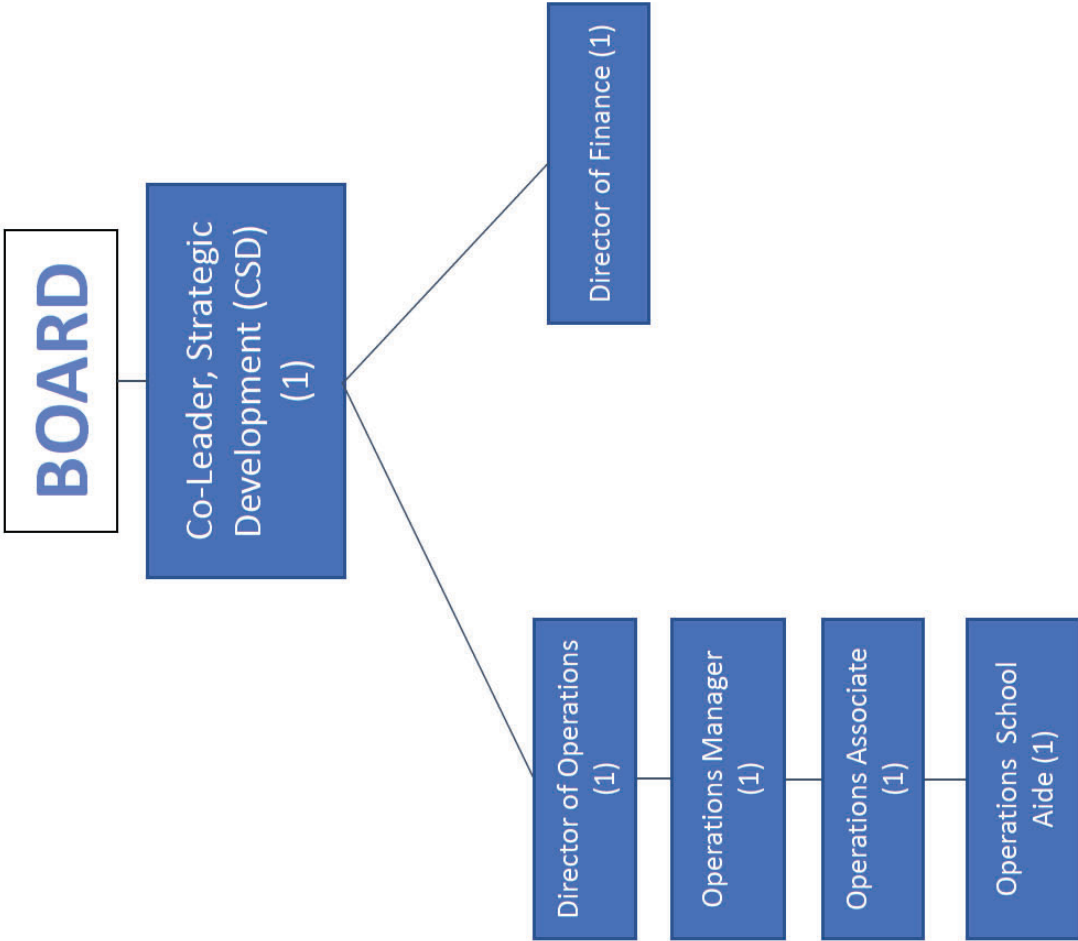 BOARD
Co-Leader, Strategic
Development (CSD)
(1)
Director of Operations
(1)
Director of Finance (1)
Operations Manager
(1)
Operations Associate
(1)
Operations  School
Aide (1)